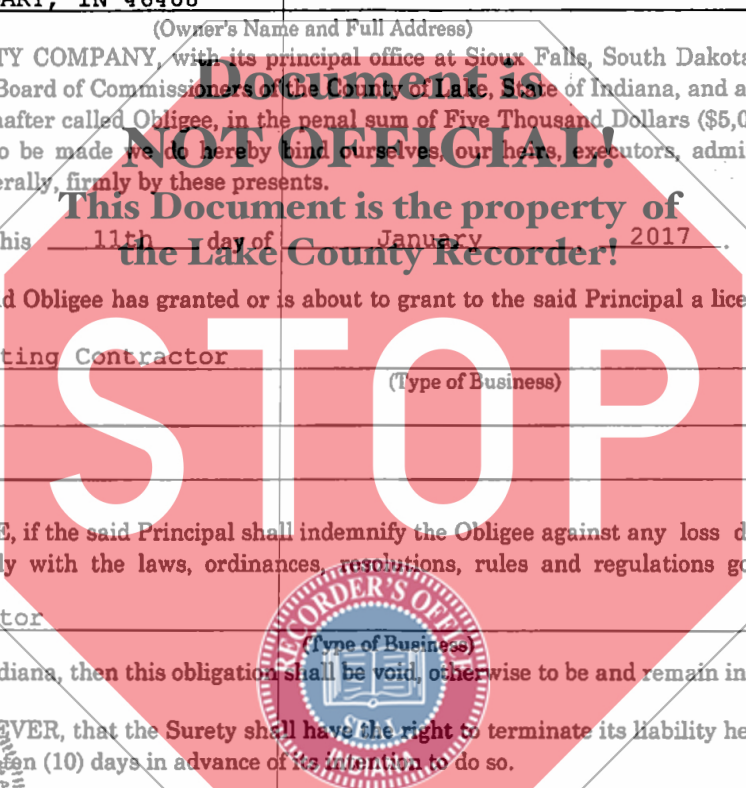 ARY, IN 46408
(Owner's Name and Full Address)
TY COMPANY, with its principal office at Sioux Falls, South Dakota
Document is
Board of Commissioners of the County of Lake, State of Indiana, and a
after called Obligee, in the penal sum of Five Thousand Dollars ($5,0
NOT OFFICIAL!
o be made we do hereby bind ourselves, our heirs, executors, admi
erally, firmly by these presents.
This Document is the property of
his 11th day of January, 2017.
the Lake County Recorder!
d Obligee has granted or is about to grant to the said Principal a lice
STOP
ting Contractor
(Type of Business)
E, if the said Principal shall indemnify the Obligee against any loss d
ly with the laws, ordinances, resolutions, rules and regulations go
RECORDER'S OFFICE
tor
(Type of Business)
diana, then this obligation shall be void, otherwise to be and remain in
SEAL
EVER, that the Surety shall have the right to terminate its liability he
INDIANA
ten (10) days in advance of its intention to do so.